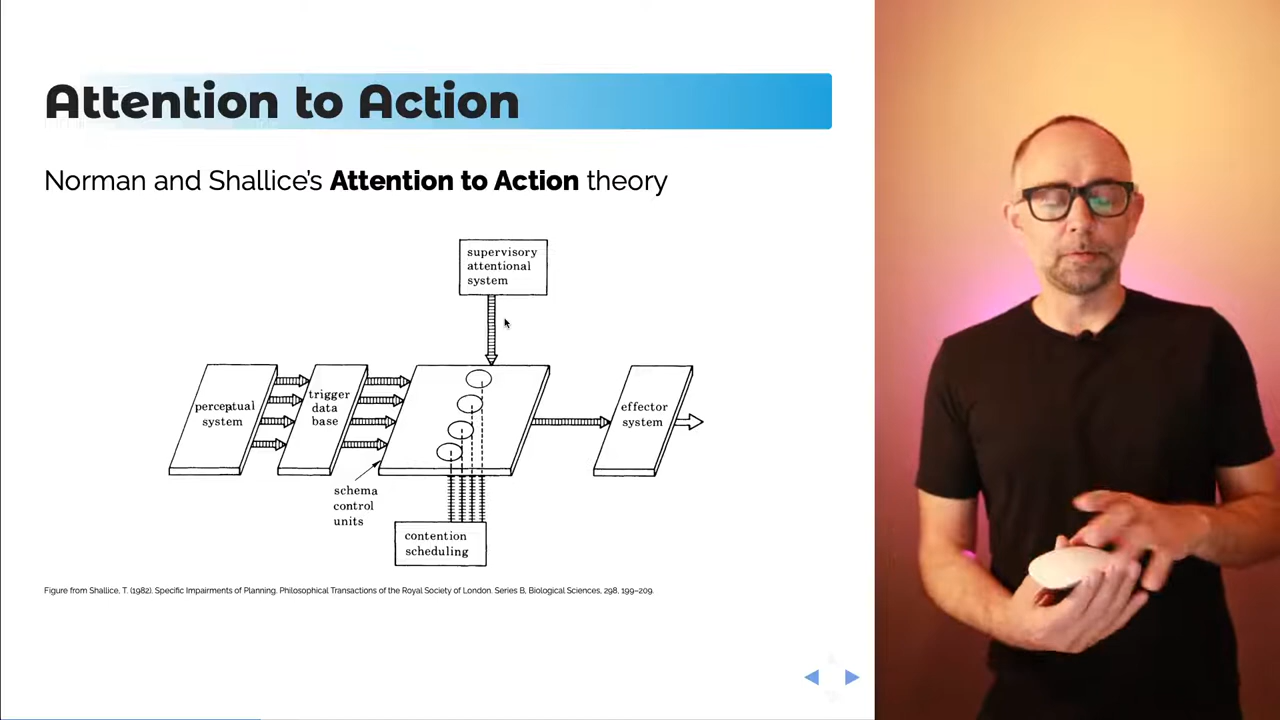 Attention to Action
Norman and Shallice's Attention to Action theory
supervisory
attentional
system
perceptual
system
trigger
data
base
effector
system
schema
control
units
contention
scheduling
Figure from Shallice, T. (1982). Specific Impairments of Planning. Philosophical Transactions of the Royal Society of London. Series B, Biological Sciences, 298, 199–209.